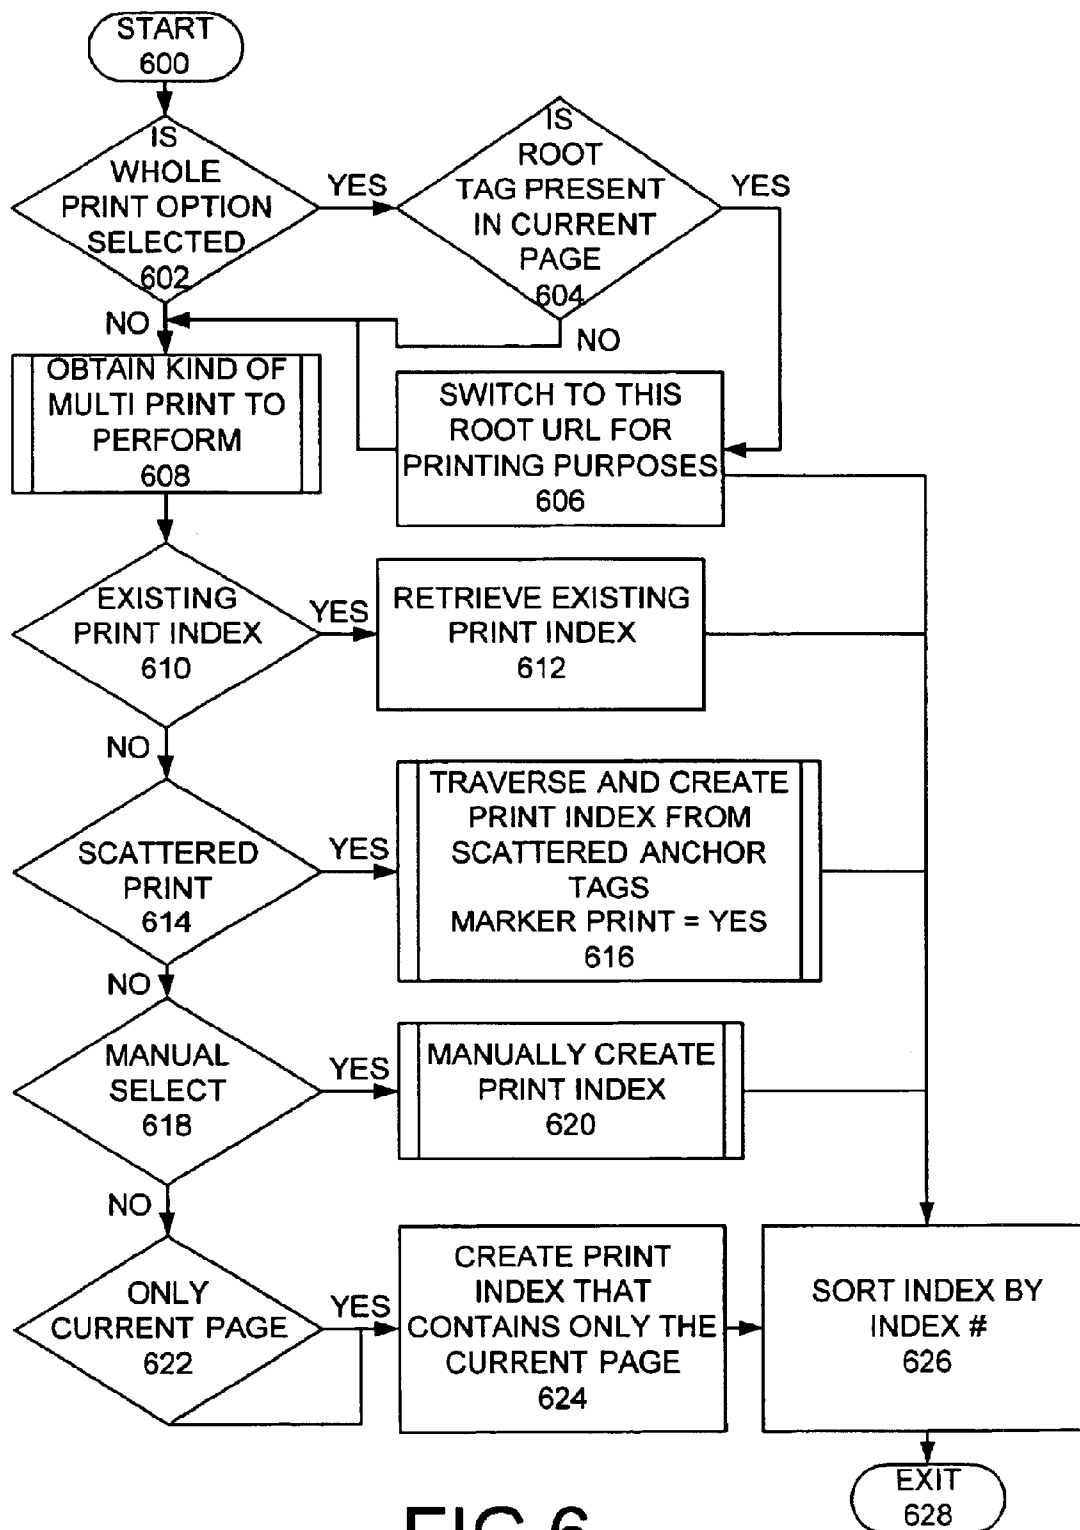 START
600
IS
WHOLE
PRINT OPTION
SELECTED
602
YES
IS
ROOT
TAG PRESENT
IN CURRENT
PAGE
604
YES
NO
NO
OBTAIN KIND OF
MULTI PRINT TO
PERFORM
608
SWITCH TO THIS
ROOT URL FOR
PRINTING PURPOSES
606
EXISTING
PRINT INDEX
610
YES
RETRIEVE EXISTING
PRINT INDEX
612
NO
SCATTERED
PRINT
614
YES
TRAVERSE AND CREATE
PRINT INDEX FROM
SCATTERED ANCHOR
TAGS
MARKER PRINT = YES
616
NO
MANUAL
SELECT
618
YES
MANUALLY CREATE
PRINT INDEX
620
NO
ONLY
CURRENT PAGE
622
YES
CREATE PRINT
INDEX THAT
CONTAINS ONLY THE
CURRENT PAGE
624
SORT INDEX BY
INDEX #
626
EXIT
628
FIG 6